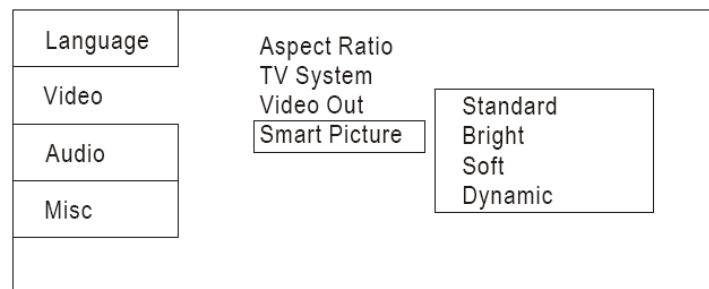 Language
Video
Audio
Misc
Aspect Ratio
TV System
Video Out
Smart Picture
Standard
Bright
Soft
Dynamic